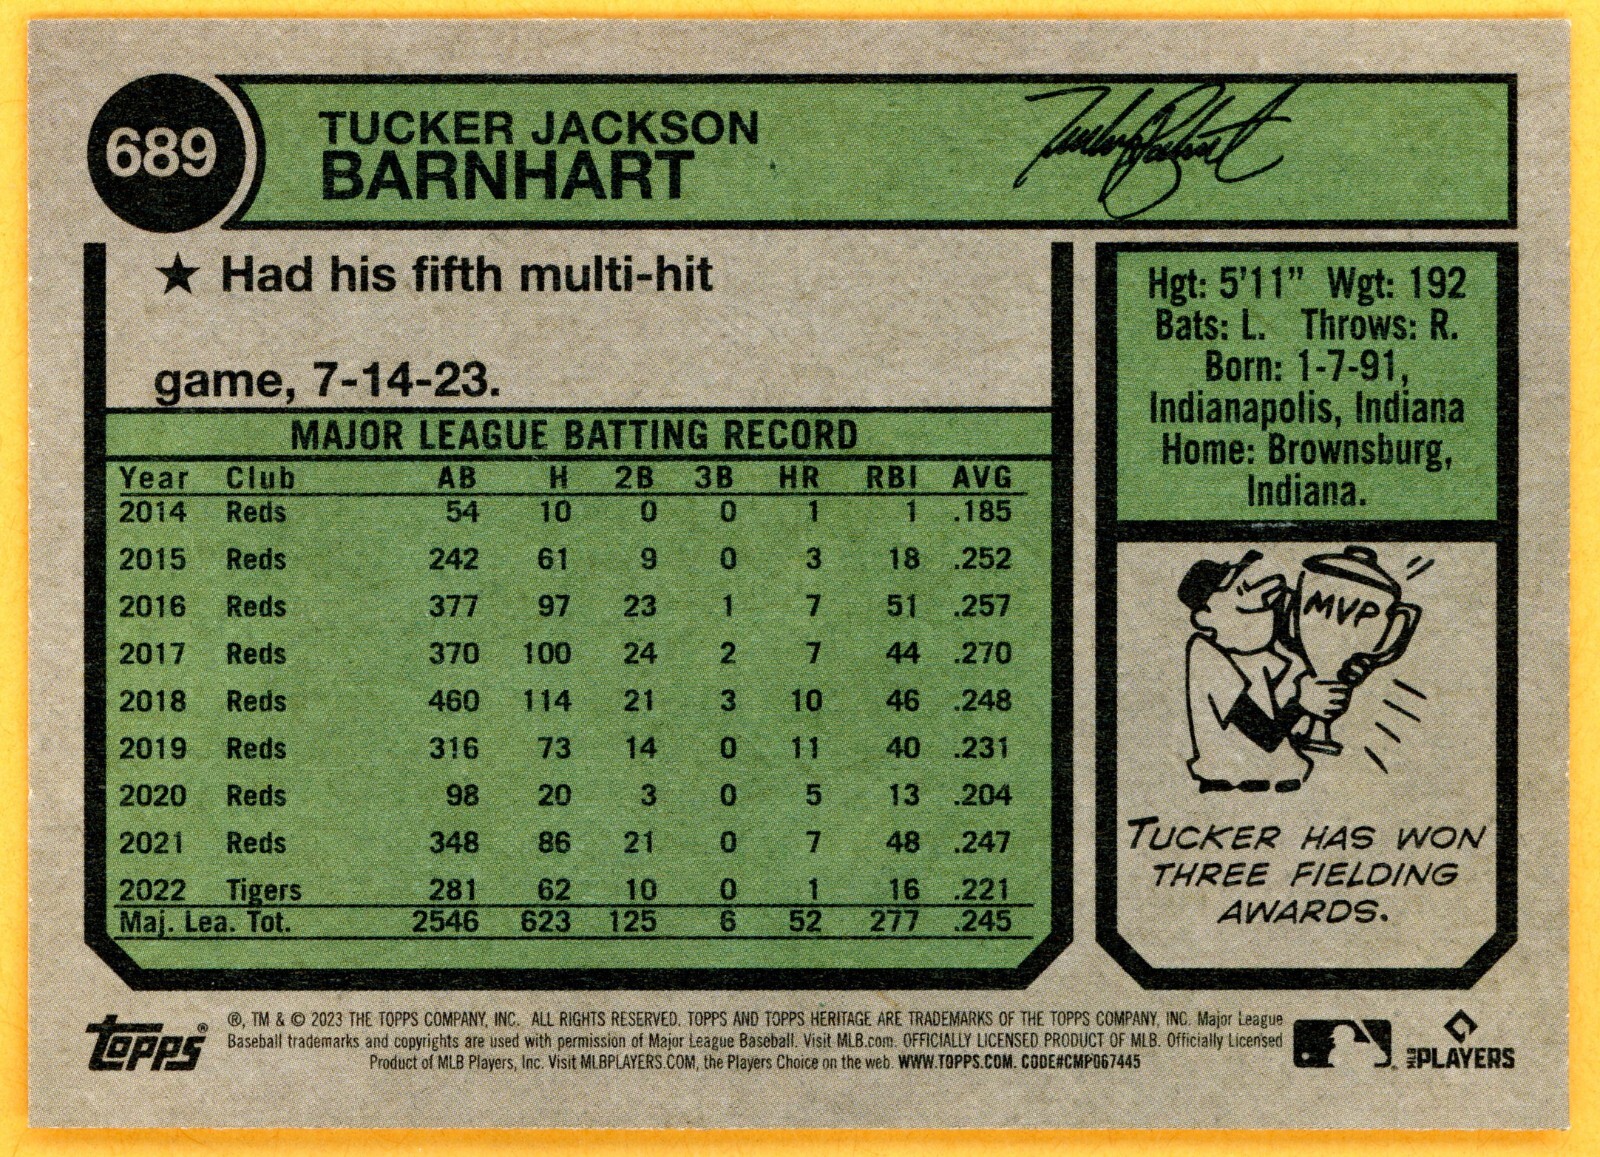 689
TUCKER JACKSON
BARNHART
Tucker Barnhart
★ Had his fifth multi-hit
game, 7-14-23.
MAJOR LEAGUE BATTING RECORD
Year Club AB H 2B 3B HR RBI AVG
2014 Reds 54 10 0 0 1 1 .185
2015 Reds 242 61 9 0 3 18 .252
2016 Reds 377 97 23 1 7 51 .257
2017 Reds 370 100 24 2 7 44 .270
2018 Reds 460 114 21 3 10 46 .248
2019 Reds 316 73 14 0 11 40 .231
2020 Reds 98 20 3 0 5 13 .204
2021 Reds 348 86 21 0 7 48 .247
2022 Tigers 281 62 10 0 1 16 .221
Maj. Lea. Tot. 2546 623 125 6 52 277 .245
Hgt: 5'11” Wgt: 192
Bats: L. Throws: R.
Born: 1-7-91,
Indianapolis, Indiana
Home: Brownsburg,
Indiana.
MVP
TUCKER HAS WON
THREE FIELDING
AWARDS.
topps®
®, TM & © 2023 THE TOPPS COMPANY, INC. ALL RIGHTS RESERVED. TOPPS AND TOPPS HERITAGE ARE TRADEMARKS OF THE TOPPS COMPANY, INC. Major League
Baseball trademarks and copyrights are used with permission of Major League Baseball. Visit MLB.com. OFFICIALLY LICENSED PRODUCT OF MLB. Officially Licensed
Product of MLB Players, Inc. Visit MLBPLAYERS.COM, the Players Choice on the web. WWW.TOPPS.COM. CODE#CMP067445
MLB PLAYERS